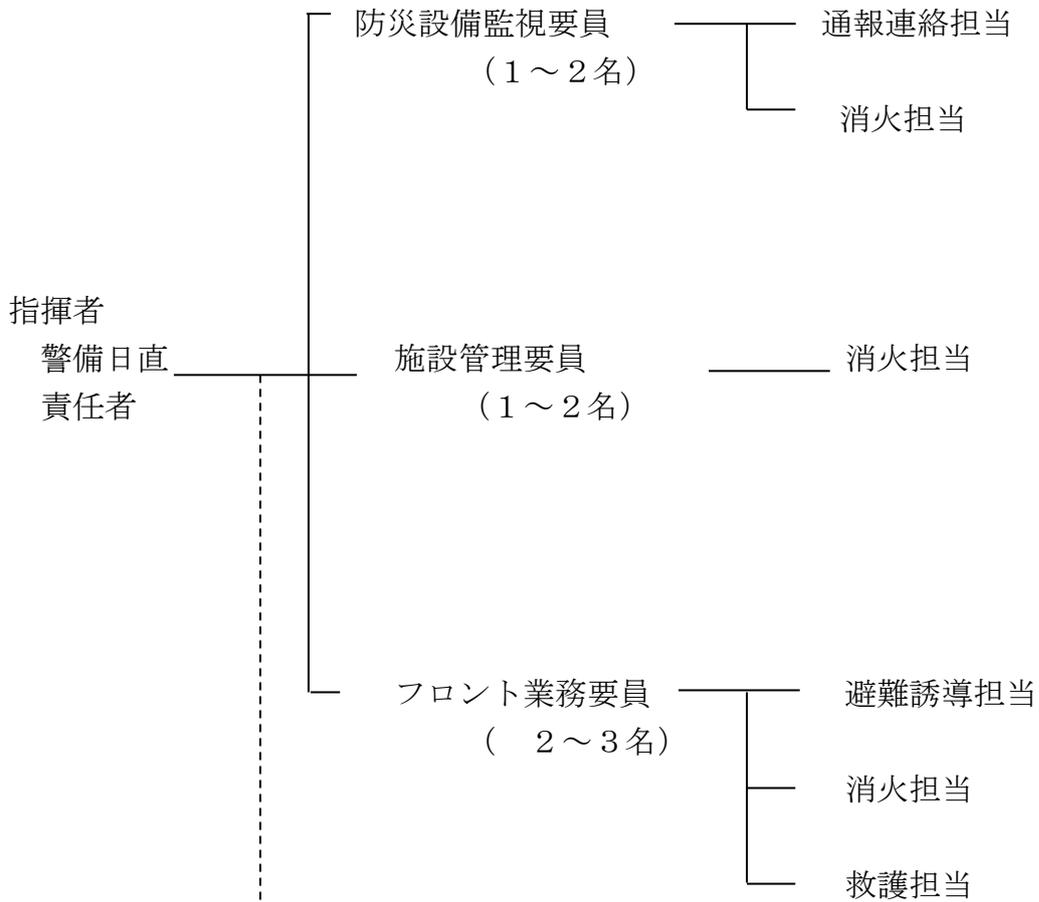 防災設備監視要員 通報連絡担当
（１～２名）
消火担当
指揮者
警備日直 施設管理要員 消火担当
責任者 （１～２名）
フロント業務要員 避難誘導担当
（　２～３名）
消火担当
救護担当